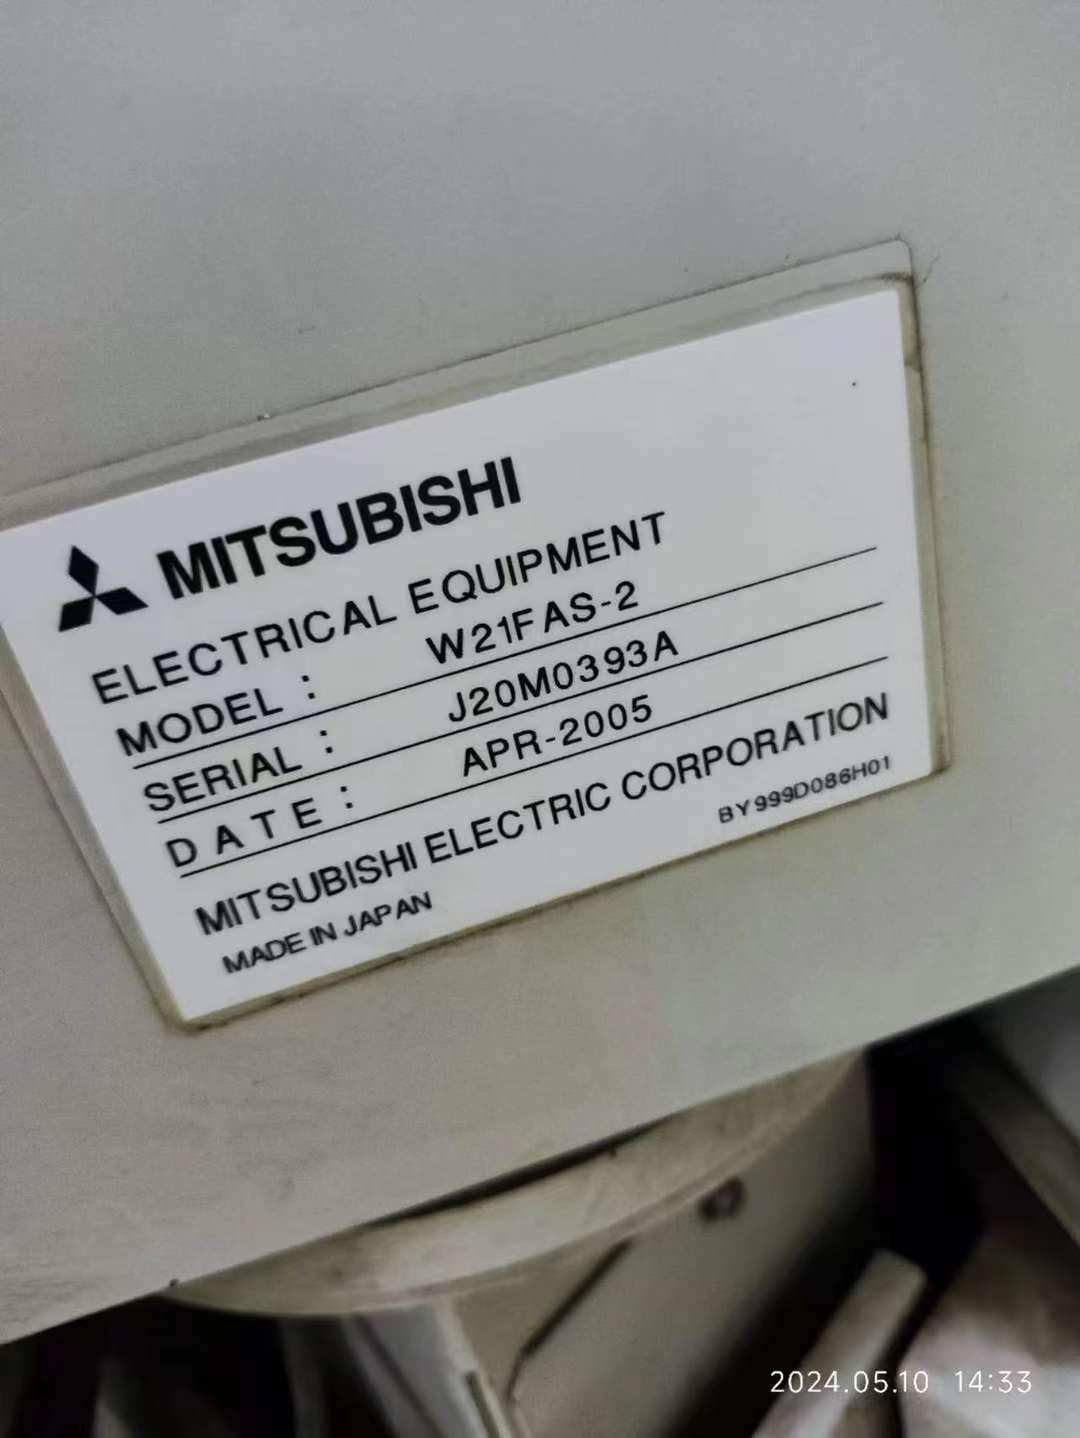 MITSUBISHI
ELECTRICAL EQUIPMENT
MODEL : W21FAS-2
SERIAL : J20M0393A
DATE : APR-2005
MITSUBISHI ELECTRIC CORPORATION
MADE IN JAPAN BY999D086H01
2024.05.10 14:33